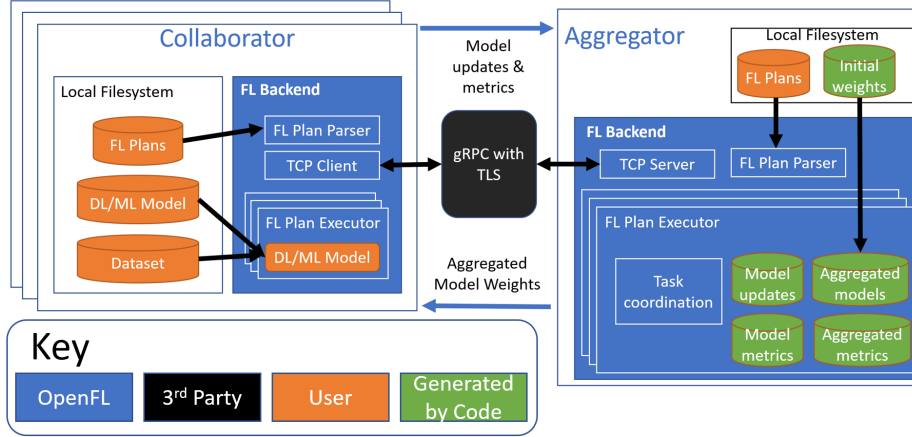 Collaborator
Local Filesystem
FL Plans
DL/ML Model
Dataset
FL Backend
FL Plan Parser
TCP Client
FL Plan Executor
DL/ML Model
Model
updates &
metrics
gRPC with
TLS
Aggregated
Model Weights
Aggregator
Local Filesystem
FL Plans
Initial
weights
FL Backend
TCP Server
FL Plan Parser
FL Plan Executor
Task
coordination
Model
updates
Aggregated
models
Model
metrics
Aggregated
metrics
Key
OpenFL
3rd Party
User
Generated
by Code